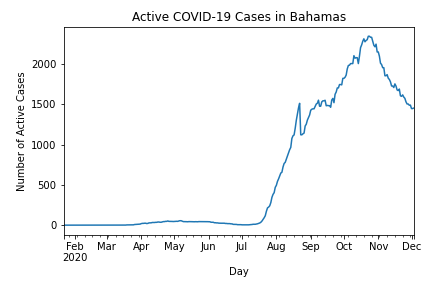 Active COVID-19 Cases in Bahamas
Number of Active Cases
2000
1500
1000
500
0
Feb Mar Apr May Jun Jul Aug Sep Oct Nov Dec
2020
Day